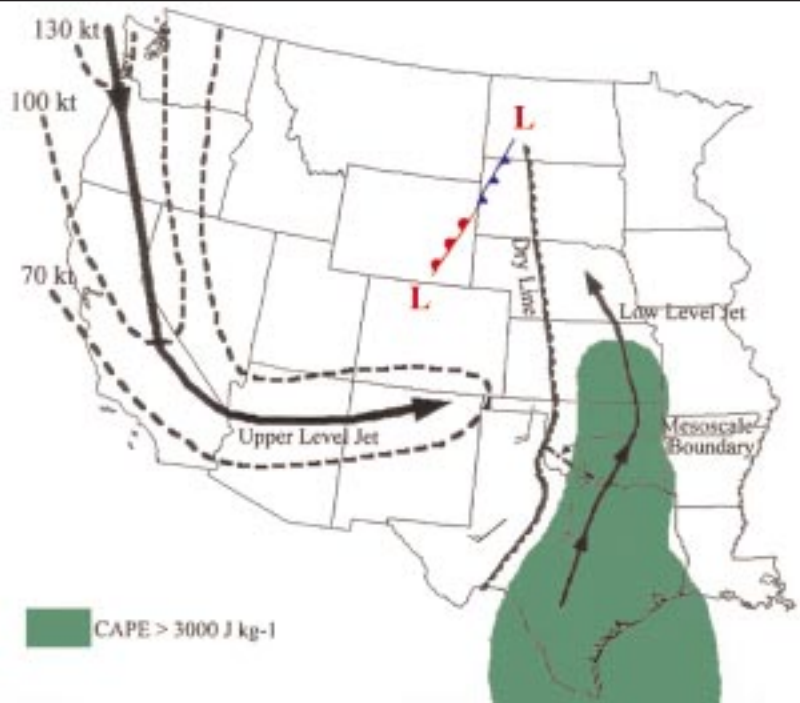 130 kt
100 kt
L
70 kt
L
Dry Line
Low Level Jet
Upper Level Jet
Mesoscale
Boundary
CAPE > 3000 J kg-1